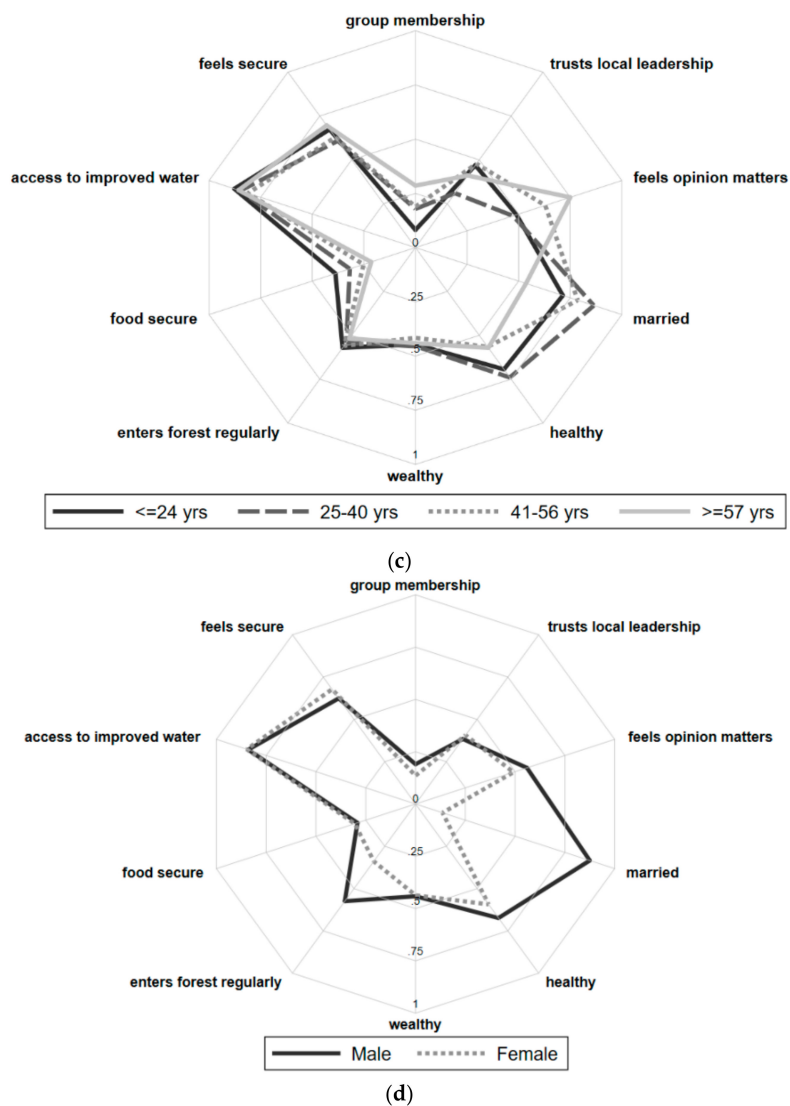 group membership
feels secure
trusts local leadership
access to improved water
feels opinion matters
0
.25
food secure
married
.5
.75
enters forest regularly
healthy
1
wealthy
<=24 yrs 25-40 yrs 41-56 yrs >=57 yrs
(c)
group membership
feels secure
trusts local leadership
access to improved water
feels opinion matters
0
.25
food secure
married
.5
.75
enters forest regularly
healthy
1
wealthy
Male Female
(d)